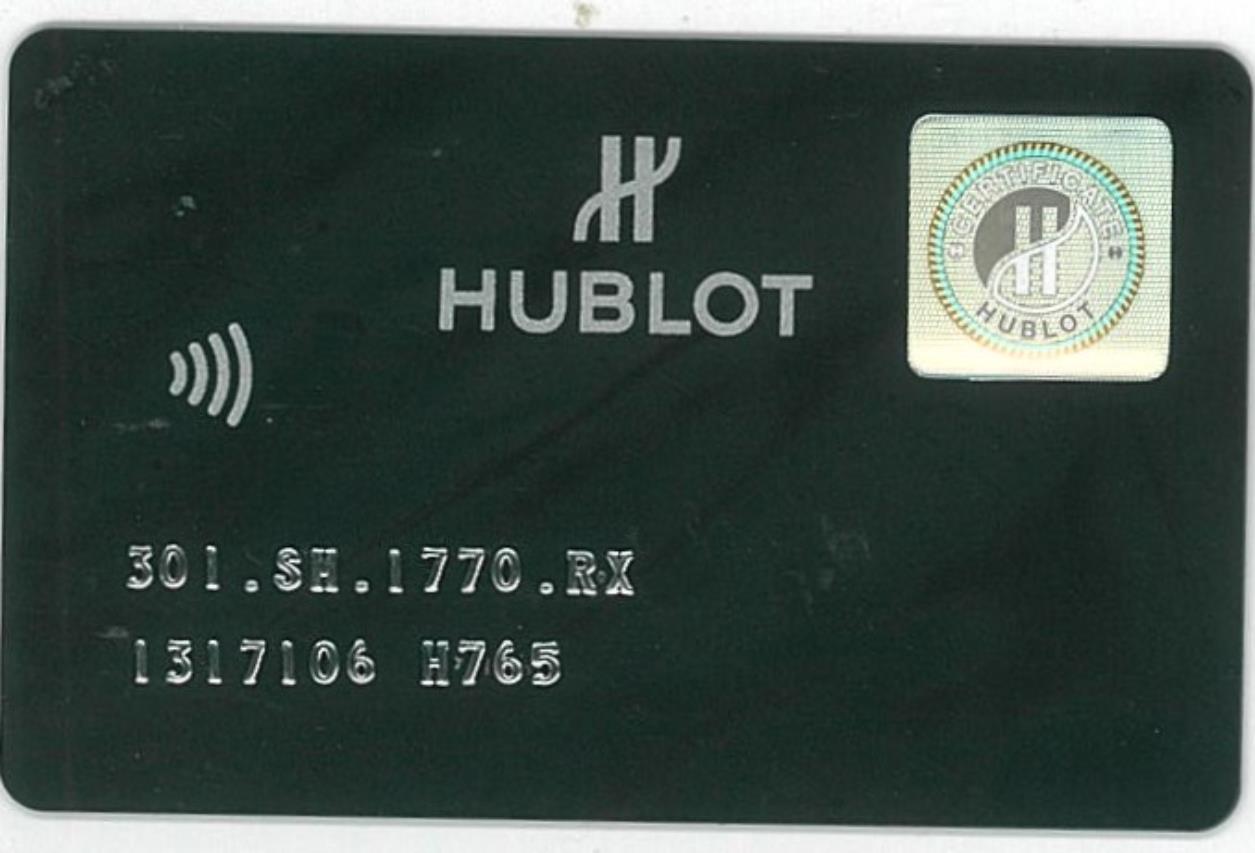 HUBLOT
CERTIFICATE
HUBLOT
301.SH.1770.RX
1317106 H765